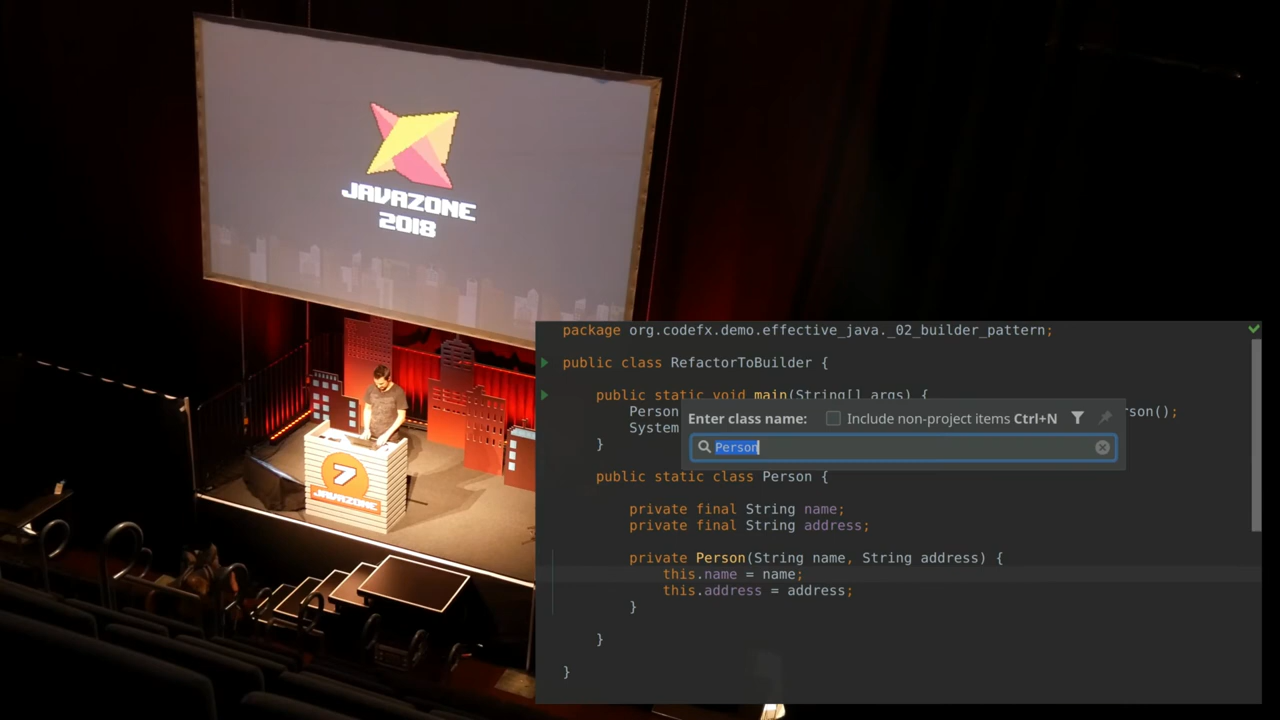 JAVAZONE
2018
7
JAVAZONE
package org.codefx.demo.effective_java._02_builder_pattern;
public class RefactorToBuilder {
public static void main(String[] args) {
Person rson();
System
}
Enter class name: Include non-project items Ctrl+N
Person
public static class Person {
private final String name;
private final String address;
private Person(String name, String address) {
this.name = name;
this.address = address;
}
}
}